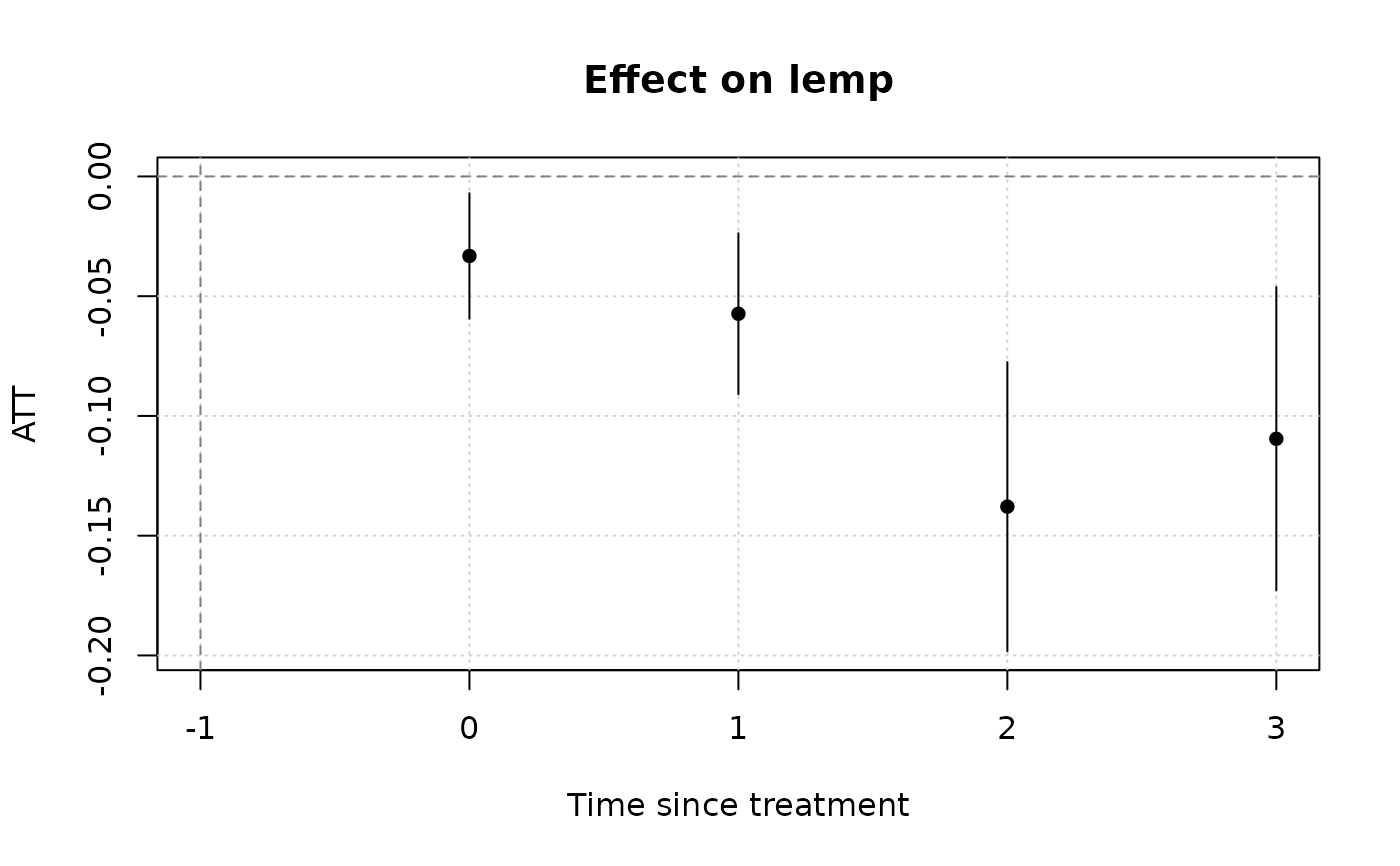 Effect on lemp
ATT
0.00
-0.05
-0.10
-0.15
-0.20
-1 0 1 2 3
Time since treatment